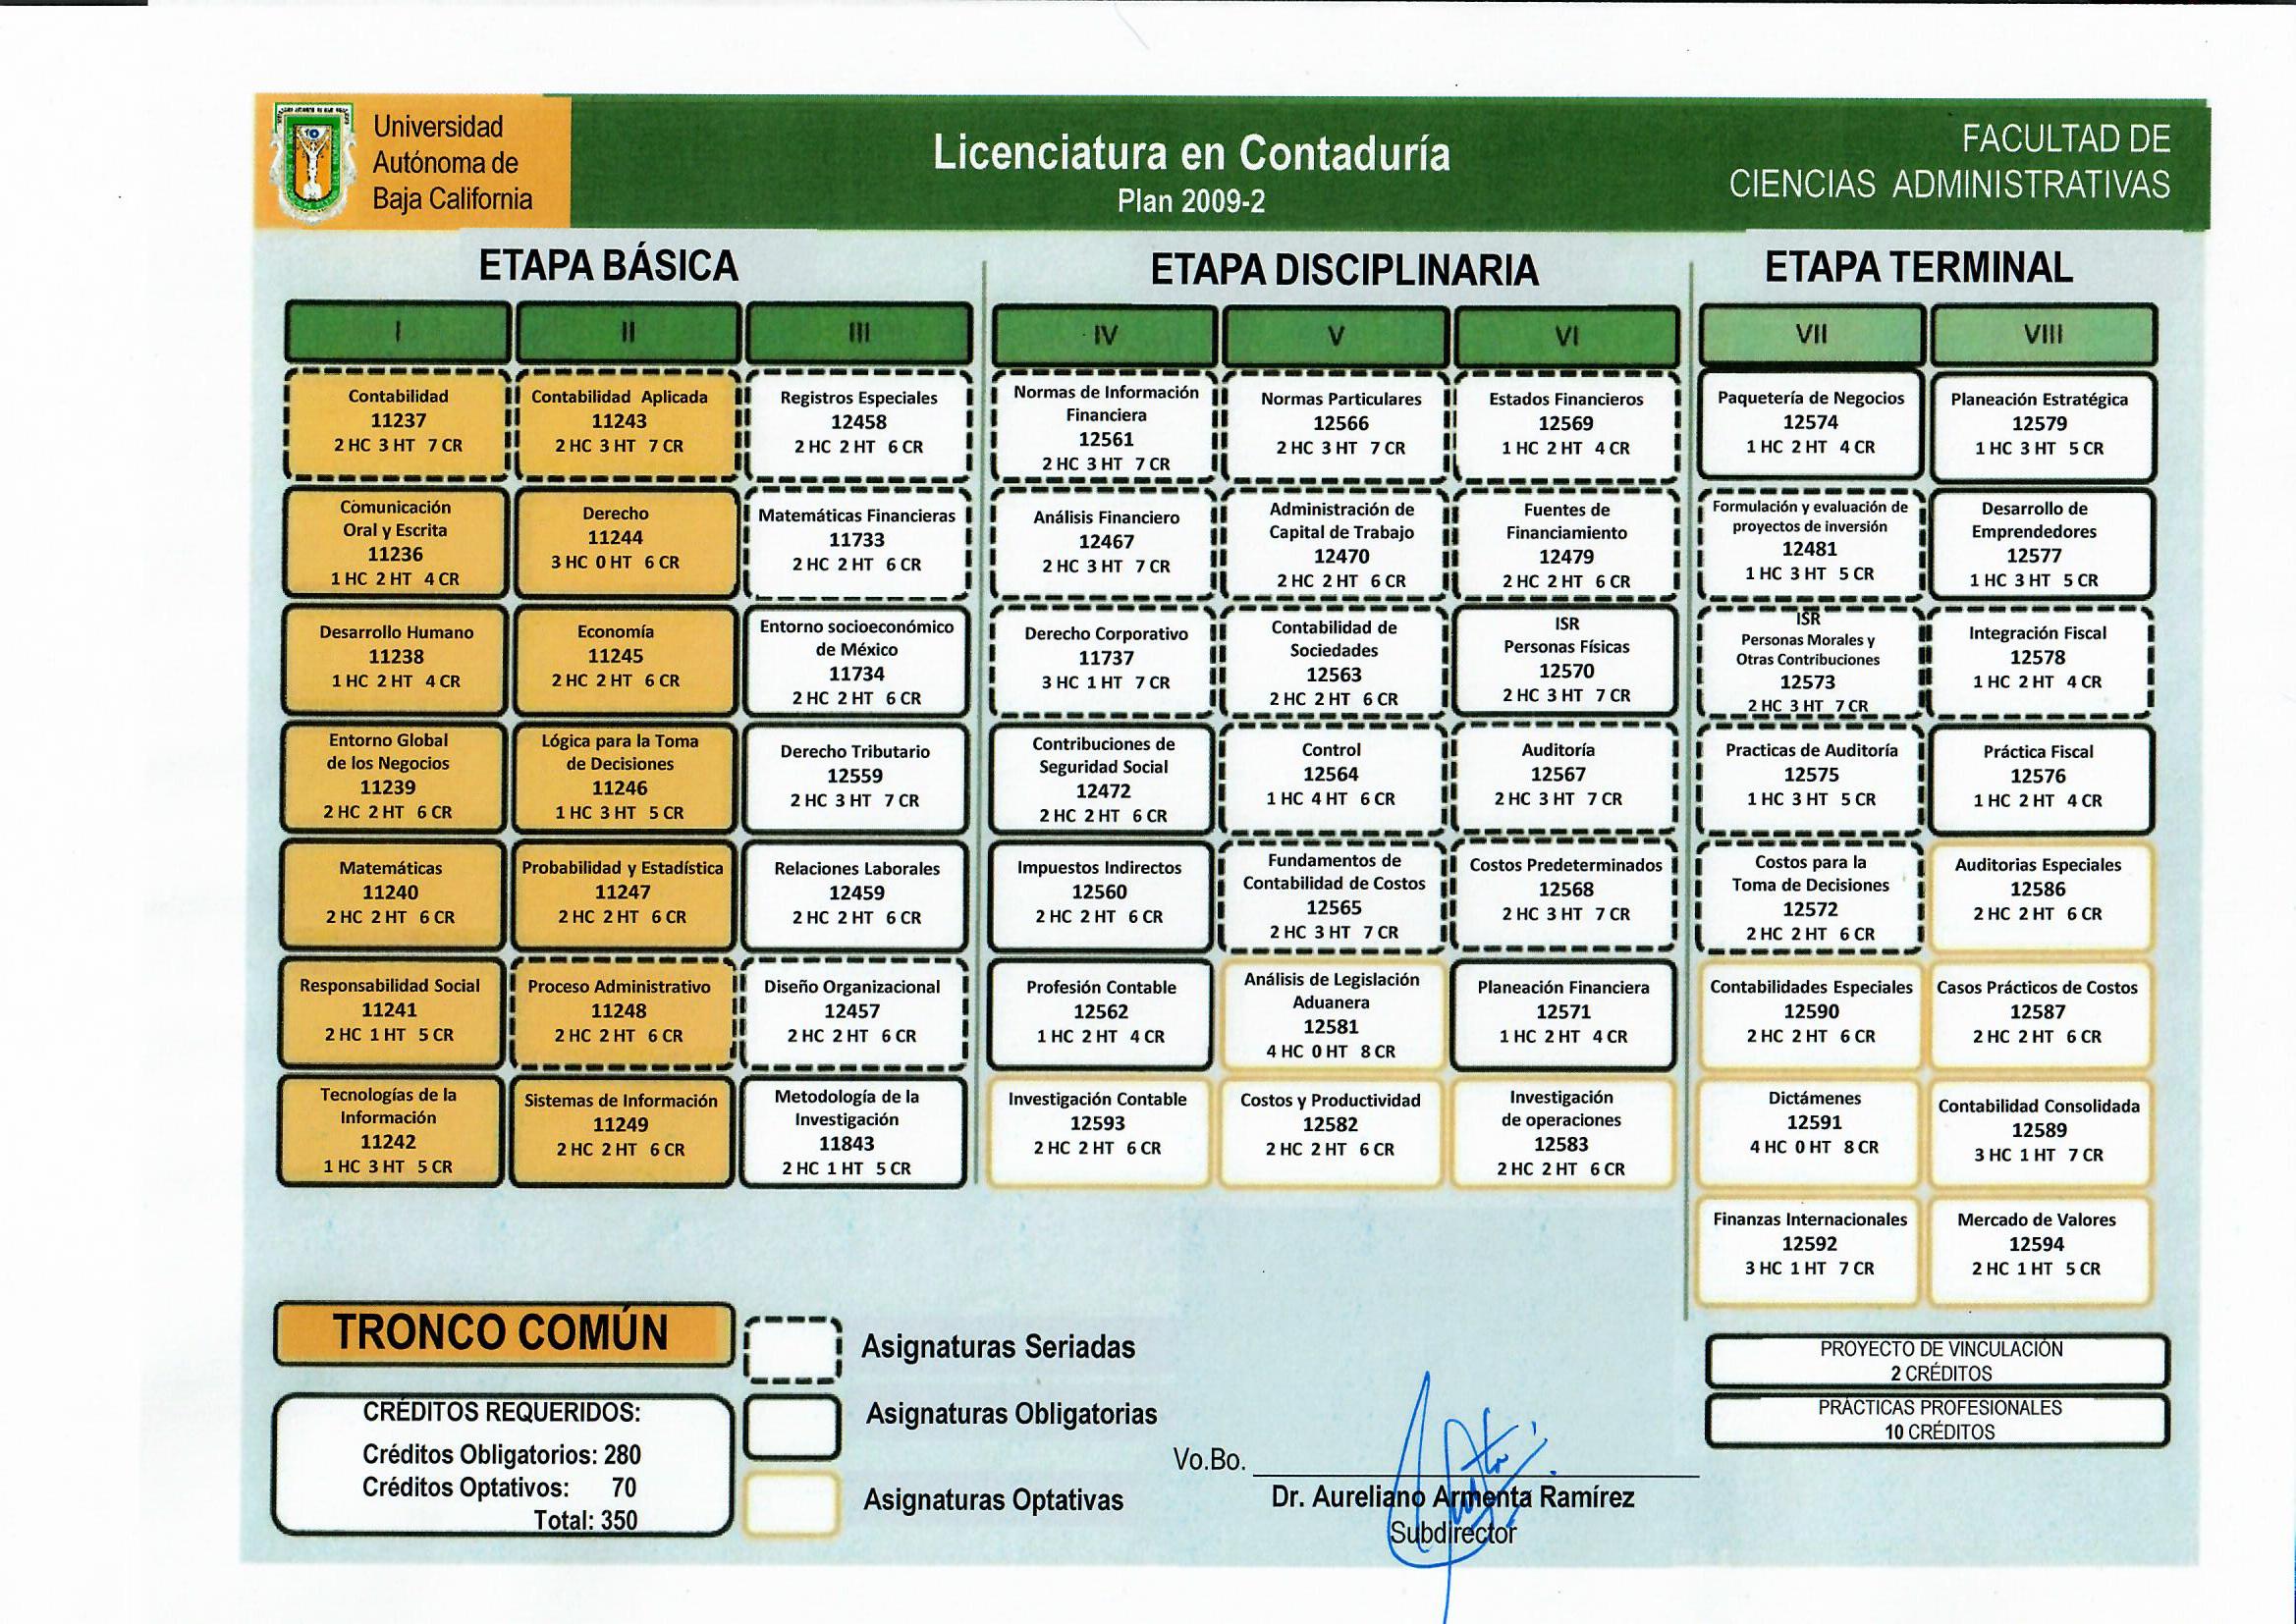 Universidad
Autónoma de
Baja California
Licenciatura en Contaduría
Plan 2009-2
FACULTAD DE
CIENCIAS ADMINISTRATIVAS
ETAPA BÁSICA
ETAPA DISCIPLINARIA
ETAPA TERMINAL
I
II
III
IV
V
VI
VII
VIII
Contabilidad
11237
2 HC 3 HT 7 CR
Contabilidad Aplicada
11243
2 HC 3 HT 7 CR
Registros Especiales
12458
2 HC 2 HT 6 CR
Normas de Información
Financiera
12561
2 HC 3 HT 7 CR
Normas Particulares
12566
2 HC 3 HT 7 CR
Estados Financieros
12569
1 HC 2 HT 4 CR
Paquetería de Negocios
12574
1 HC 2 HT 4 CR
Planeación Estratégica
12579
1 HC 3 HT 5 CR
Comunicación
Oral y Escrita
11236
1 HC 2 HT 4 CR
Derecho
11244
3 HC 0 HT 6 CR
Matemáticas Financieras
11733
2 HC 2 HT 6 CR
Análisis Financiero
12467
2 HC 3 HT 7 CR
Administración de
Capital de Trabajo
12470
2 HC 2 HT 6 CR
Fuentes de
Financiamiento
12479
2 HC 2 HT 6 CR
Formulación y evaluación de
proyectos de inversión
12481
1 HC 3 HT 5 CR
Desarrollo de
Emprendedores
12577
1 HC 3 HT 5 CR
Desarrollo Humano
11238
1 HC 2 HT 4 CR
Economía
11245
2 HC 2 HT 6 CR
Entorno socioeconómico
de México
11734
2 HC 2 HT 6 CR
Derecho Corporativo
11737
3 HC 1 HT 7 CR
Contabilidad de
Sociedades
12563
2 HC 2 HT 6 CR
ISR
Personas Físicas
12570
2 HC 3 HT 7 CR
ISR
Personas Morales y
Otras Contribuciones
12573
2 HC 3 HT 7 CR
Integración Fiscal
12578
1 HC 2 HT 4 CR
Entorno Global
de los Negocios
11239
2 HC 2 HT 6 CR
Lógica para la Toma
de Decisiones
11246
1 HC 3 HT 5 CR
Derecho Tributario
12559
2 HC 3 HT 7 CR
Contribuciones de
Seguridad Social
12472
2 HC 2 HT 6 CR
Control
12564
1 HC 4 HT 6 CR
Auditoría
12567
2 HC 3 HT 7 CR
Practicas de Auditoría
12575
1 HC 3 HT 5 CR
Práctica Fiscal
12576
1 HC 2 HT 4 CR
Matemáticas
11240
2 HC 2 HT 6 CR
Probabilidad y Estadística
11247
2 HC 2 HT 6 CR
Relaciones Laborales
12459
2 HC 2 HT 6 CR
Impuestos Indirectos
12560
2 HC 2 HT 6 CR
Fundamentos de
Contabilidad de Costos
12565
2 HC 3 HT 7 CR
Costos Predeterminados
12568
2 HC 3 HT 7 CR
Costos para la
Toma de Decisiones
12572
2 HC 2 HT 6 CR
Auditorias Especiales
12586
2 HC 2 HT 6 CR
Responsabilidad Social
11241
2 HC 1 HT 5 CR
Proceso Administrativo
11248
2 HC 2 HT 6 CR
Diseño Organizacional
12457
2 HC 2 HT 6 CR
Profesión Contable
12562
1 HC 2 HT 4 CR
Análisis de Legislación
Aduanera
12581
4 HC 0 HT 8 CR
Planeación Financiera
12571
1 HC 2 HT 4 CR
Contabilidades Especiales
12590
2 HC 2 HT 6 CR
Casos Prácticos de Costos
12587
2 HC 2 HT 6 CR
Tecnologías de la
Información
11242
1 HC 3 HT 5 CR
Sistemas de Información
11249
2 HC 2 HT 6 CR
Metodología de la
Investigación
11843
2 HC 1 HT 5 CR
Investigación Contable
12593
2 HC 2 HT 6 CR
Costos y Productividad
12582
2 HC 2 HT 6 CR
Investigación
de operaciones
12583
2 HC 2 HT 6 CR
Dictámenes
12591
4 HC 0 HT 8 CR
Contabilidad Consolidada
12589
3 HC 1 HT 7 CR
Finanzas Internacionales
12592
3 HC 1 HT 7 CR
Mercado de Valores
12594
2 HC 1 HT 5 CR
TRONCO COMÚN
Asignaturas Seriadas
Asignaturas Obligatorias
Asignaturas Optativas
CRÉDITOS REQUERIDOS:
Créditos Obligatorios: 280
Créditos Optativos: 70
Total: 350
Vo.Bo.
Dr. Aureliano Armenta Ramírez
Subdirector
PROYECTO DE VINCULACIÓN
2 CRÉDITOS
PRÁCTICAS PROFESIONALES
10 CRÉDITOS